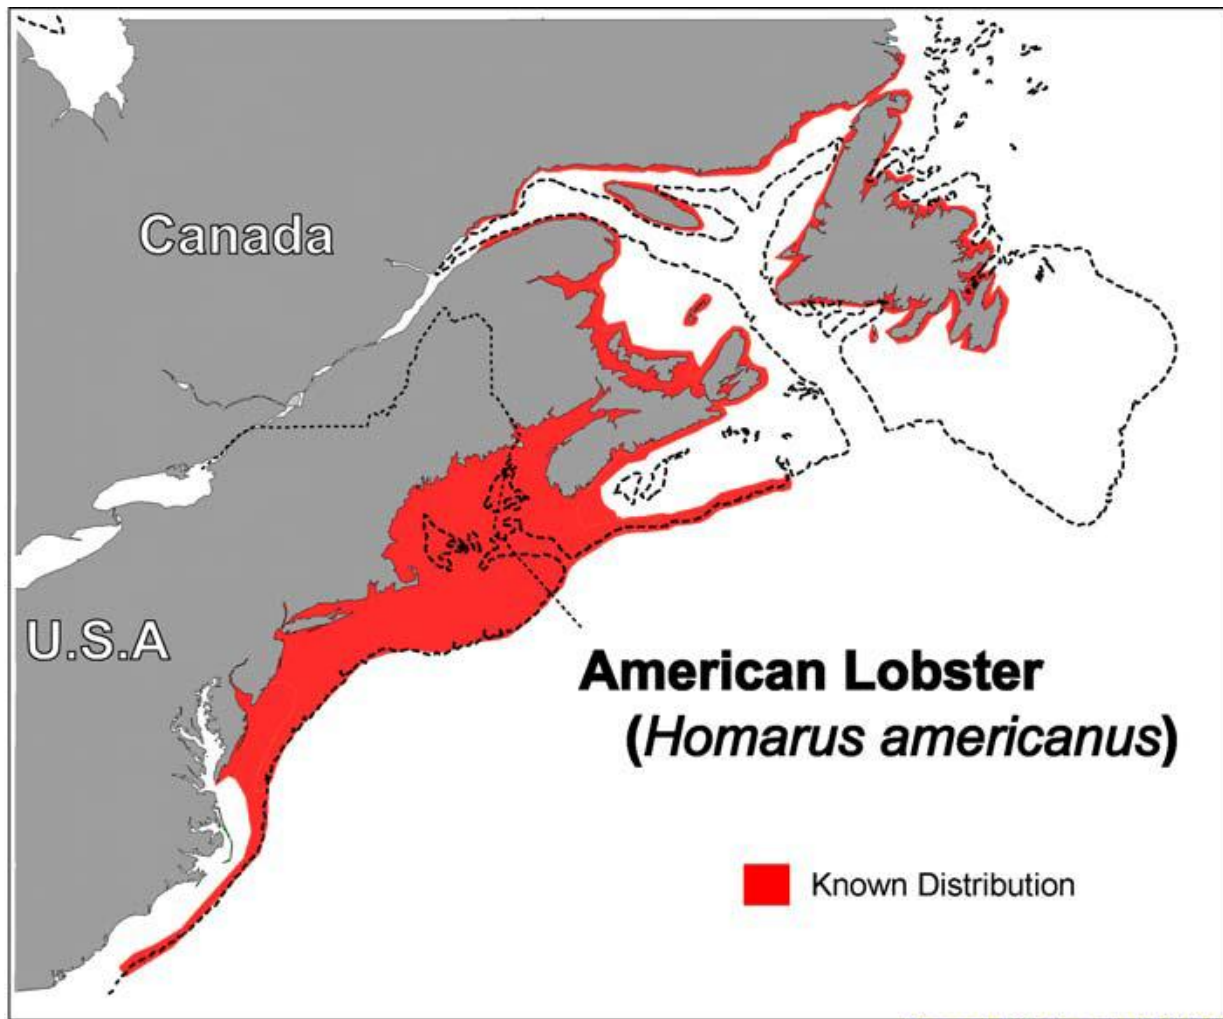 Canada
U.S.A
American Lobster
(Homarus americanus)
Known Distribution